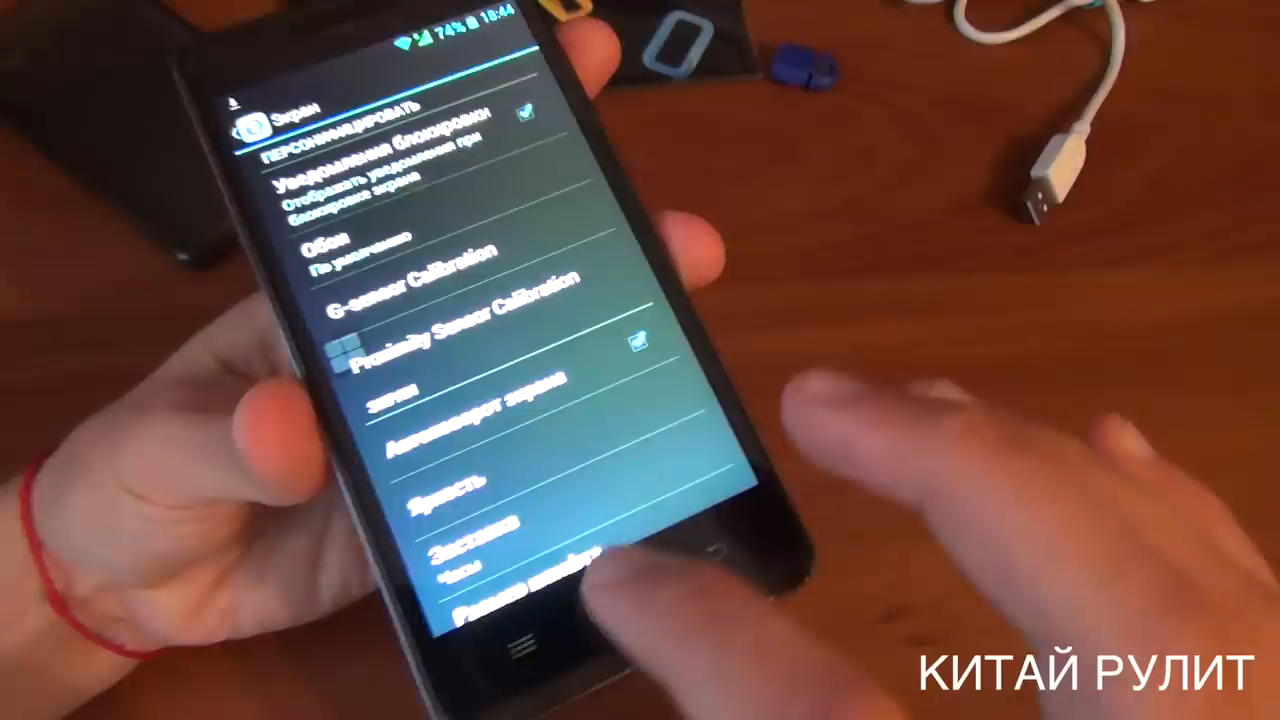 74% 18:44
Экран
ПЕРСОНИФИЦИРОВАТЬ
Уведомления блокировки
Отображать уведомления при
блокировке экрана
Обои
По умолчанию
G-sensor Calibration
Proximity Sensor Calibration
Автоповорот экрана
Яркость
Заставка
Часы
КИТАЙ РУЛИТ